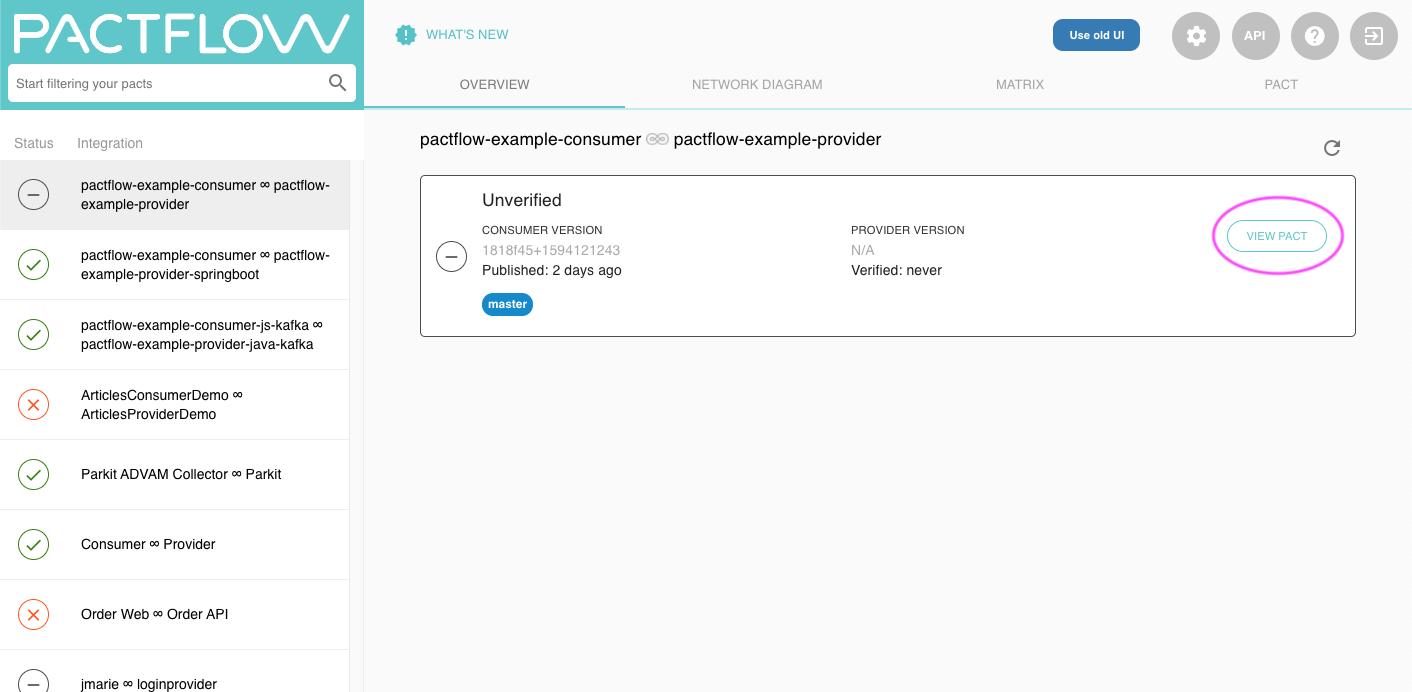 PACTFLOW
Start filtering your pacts
WHAT'S NEW
Use old UI
API
OVERVIEW
NETWORK DIAGRAM
MATRIX
PACT
Status
Integration
pactflow-example-consumer ∞ pactflow-
example-provider
pactflow-example-consumer ∞ pactflow-
example-provider-springboot
pactflow-example-consumer-js-kafka ∞
pactflow-example-provider-java-kafka
ArticlesConsumerDemo ∞
ArticlesProviderDemo
Parkit ADVAM Collector ∞ Parkit
Consumer ∞ Provider
Order Web ∞ Order API
jmarie ∞ loginprovider
pactflow-example-consumer pactflow-example-provider
Unverified
CONSUMER VERSION
1818f45+1594121243
Published: 2 days ago
master
PROVIDER VERSION
N/A
Verified: never
VIEW PACT